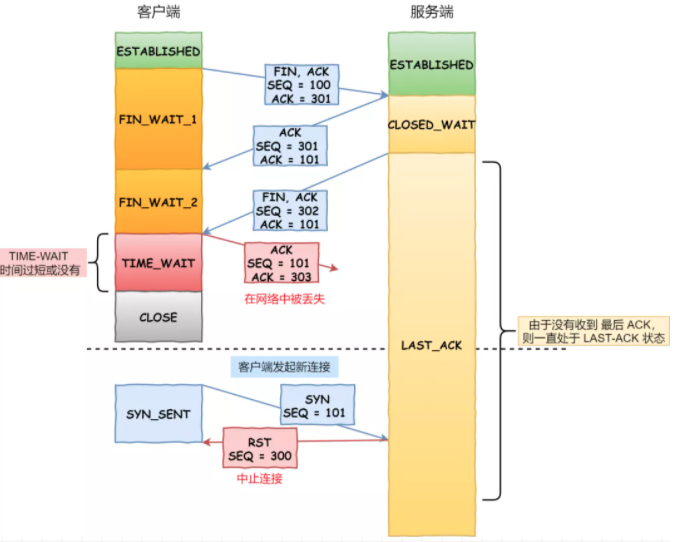 客户端
服务端
ESTABLISHED
ESTABLISHED
FIN, ACK
SEQ = 100
ACK = 301
FIN_WAIT_1
CLOSED_WAIT
ACK
SEQ = 301
ACK = 101
FIN_WAIT_2
FIN, ACK
SEQ = 302
ACK = 101
TIME-WAIT
时间过短或没有
TIME_WAIT
ACK
SEQ = 101
ACK = 303
在网络中被丢失
CLOSE
LAST_ACK
由于没有收到 最后 ACK，
则一直处于 LAST-ACK 状态
客户端发起新连接
SYN_SENT
SYN
SEQ = 101
RST
SEQ = 300
中止连接